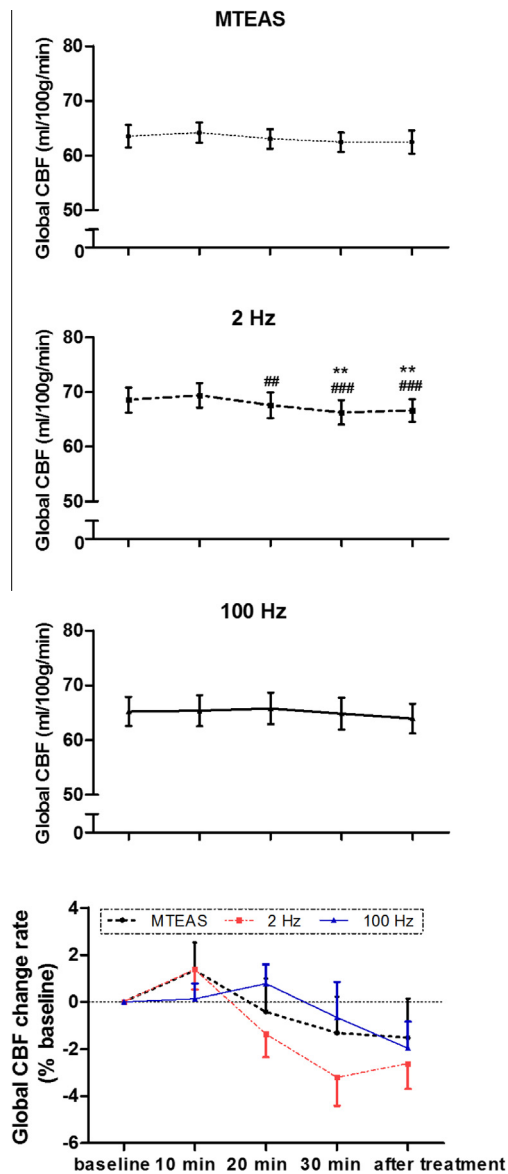 MTEAS
Global CBF (ml/100g/min)
80
70
60
50
0
2 Hz
Global CBF (ml/100g/min)
80
70
60
50
0
** **
## ### ###
100 Hz
Global CBF (ml/100g/min)
80
70
60
50
0
Global CBF change rate
(% baseline)
MTEAS 2 Hz 100 Hz
4
2
0
-2
-4
-6
baseline 10 min 20 min 30 min after treatment